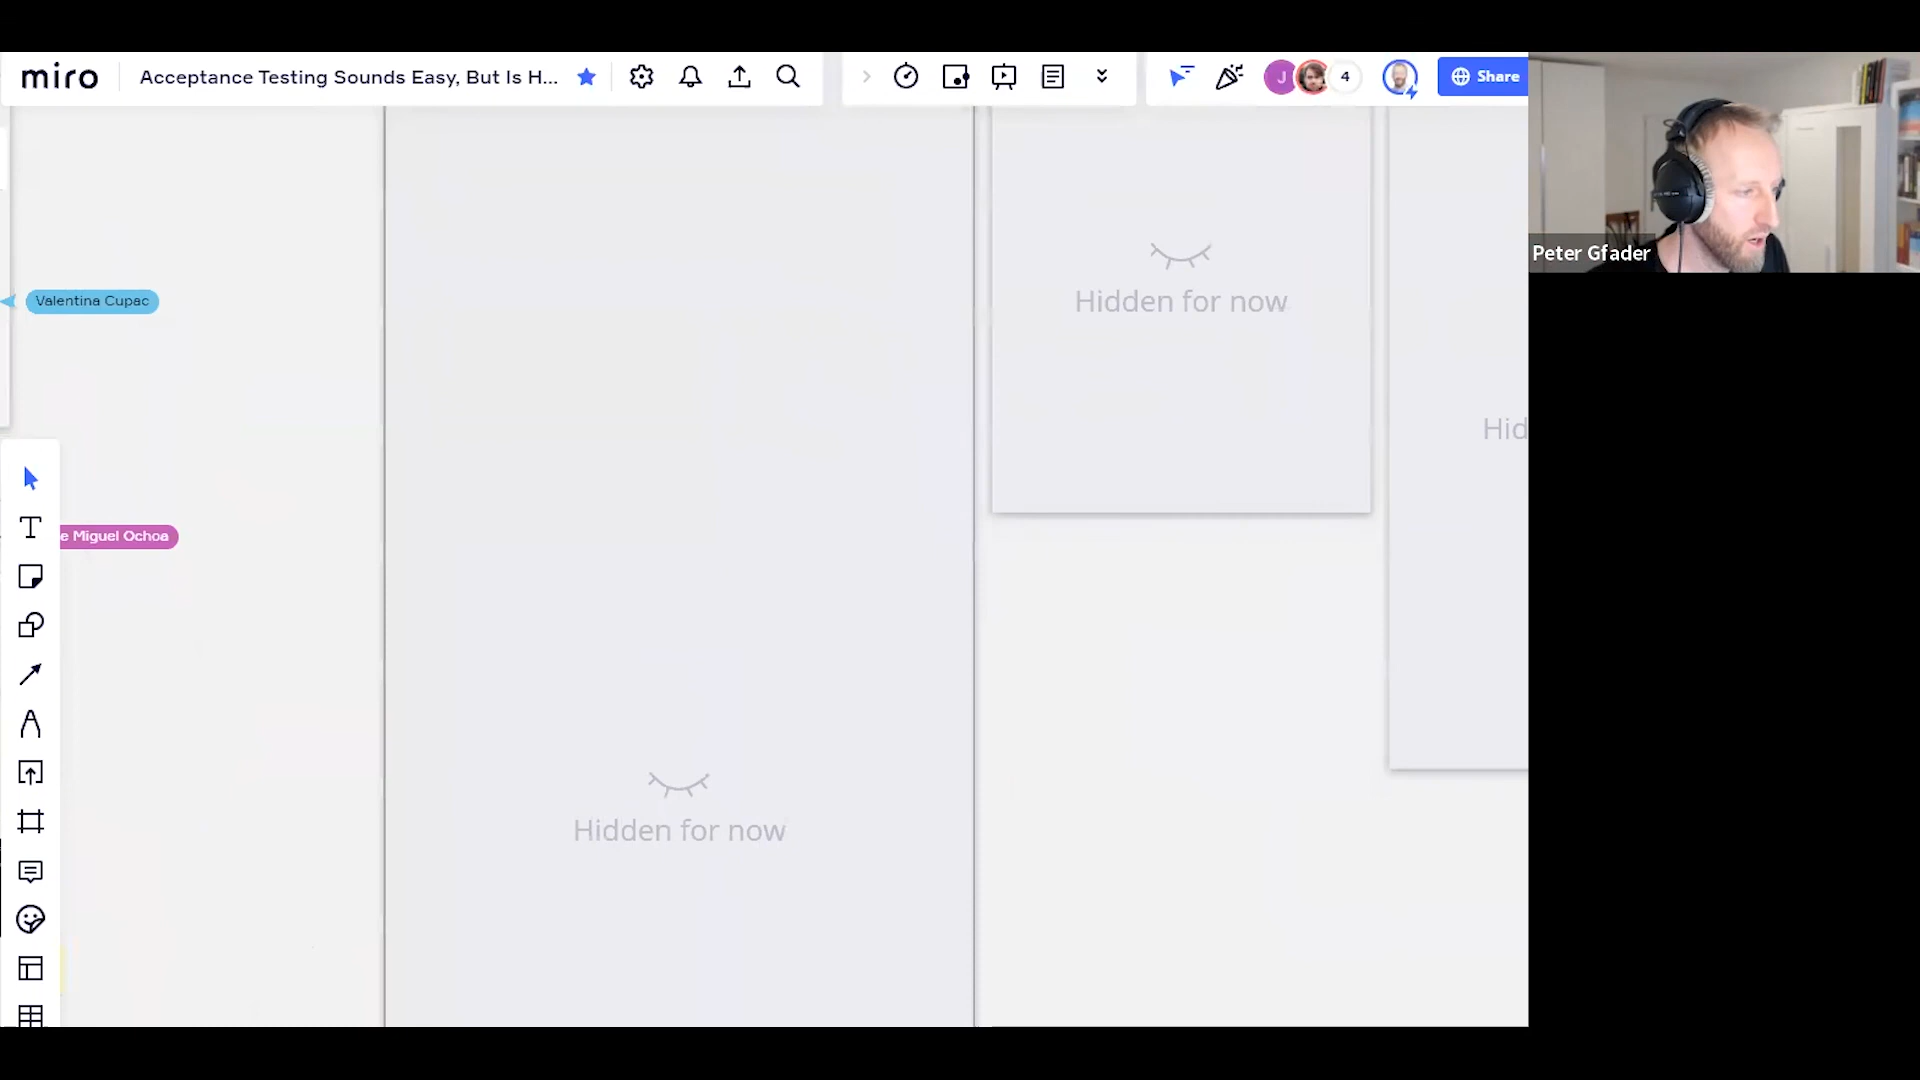 miro
Acceptance Testing Sounds Easy, But Is H...
J
4
Share
Peter Gfader
Valentina Cupac
Hidden for now
Hid
e Miguel Ochoa
Hidden for now